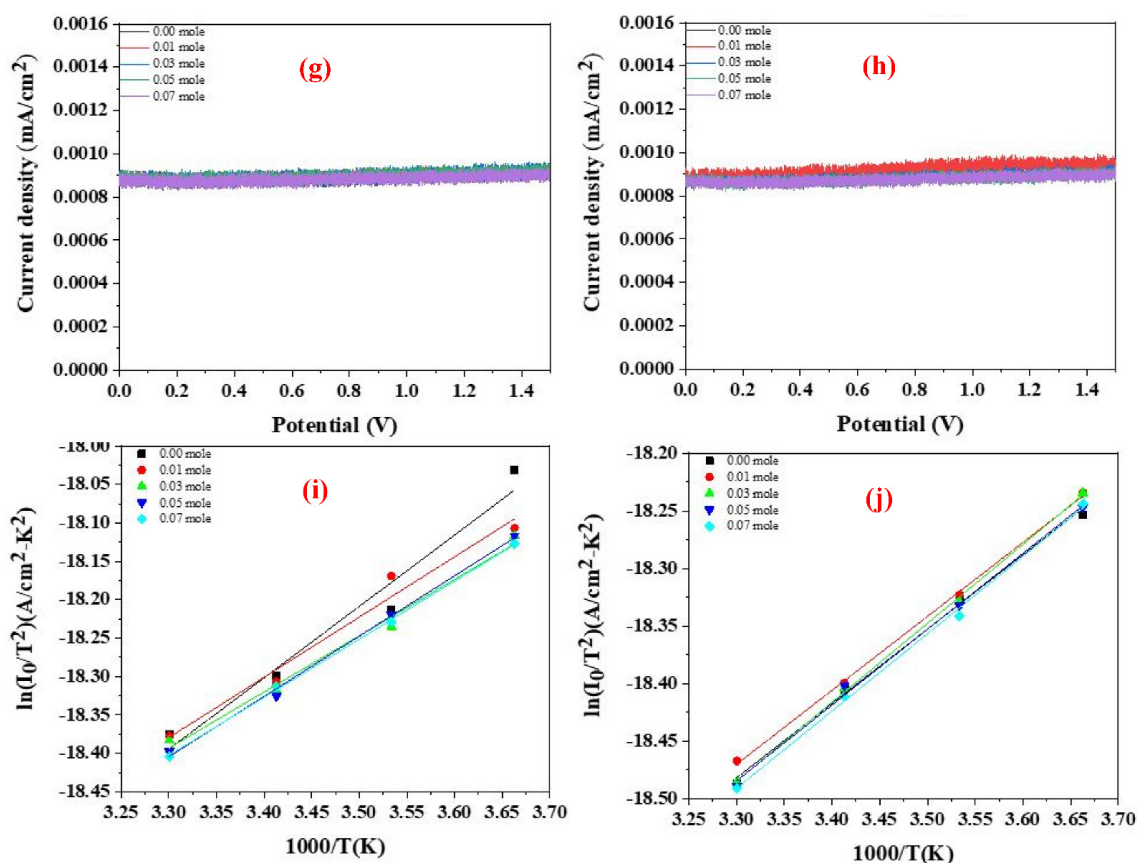 0.0016
0.0014
0.0012
0.0010
0.0008
0.0006
0.0004
0.0002
0.0000
Current density (mA/cm²)
0.00 mole
0.01 mole
0.03 mole
0.05 mole
0.07 mole
(g)
0.0 0.2 0.4 0.6 0.8 1.0 1.2 1.4
Potential (V)
0.0016
0.0014
0.0012
0.0010
0.0008
0.0006
0.0004
0.0002
0.0000
Current density (mA/cm²)
0.00 mole
0.01 mole
0.03 mole
0.05 mole
0.07 mole
(h)
0.0 0.2 0.4 0.6 0.8 1.0 1.2 1.4
Potential (V)
-18.00
-18.05
-18.10
-18.15
-18.20
-18.25
-18.30
-18.35
-18.40
-18.45
ln(I₀/T²)(A/cm²-K²)
0.00 mole
0.01 mole
0.03 mole
0.05 mole
0.07 mole
(i)
3.25 3.30 3.35 3.40 3.45 3.50 3.55 3.60 3.65 3.70
1000/T(K)
-18.20
-18.25
-18.30
-18.35
-18.40
-18.45
-18.50
ln(I₀/T²)(A/cm²-K²)
0.00 mole
0.01 mole
0.03 mole
0.05 mole
0.07 mole
(j)
3.25 3.30 3.35 3.40 3.45 3.50 3.55 3.60 3.65 3.70
1000/T(K)